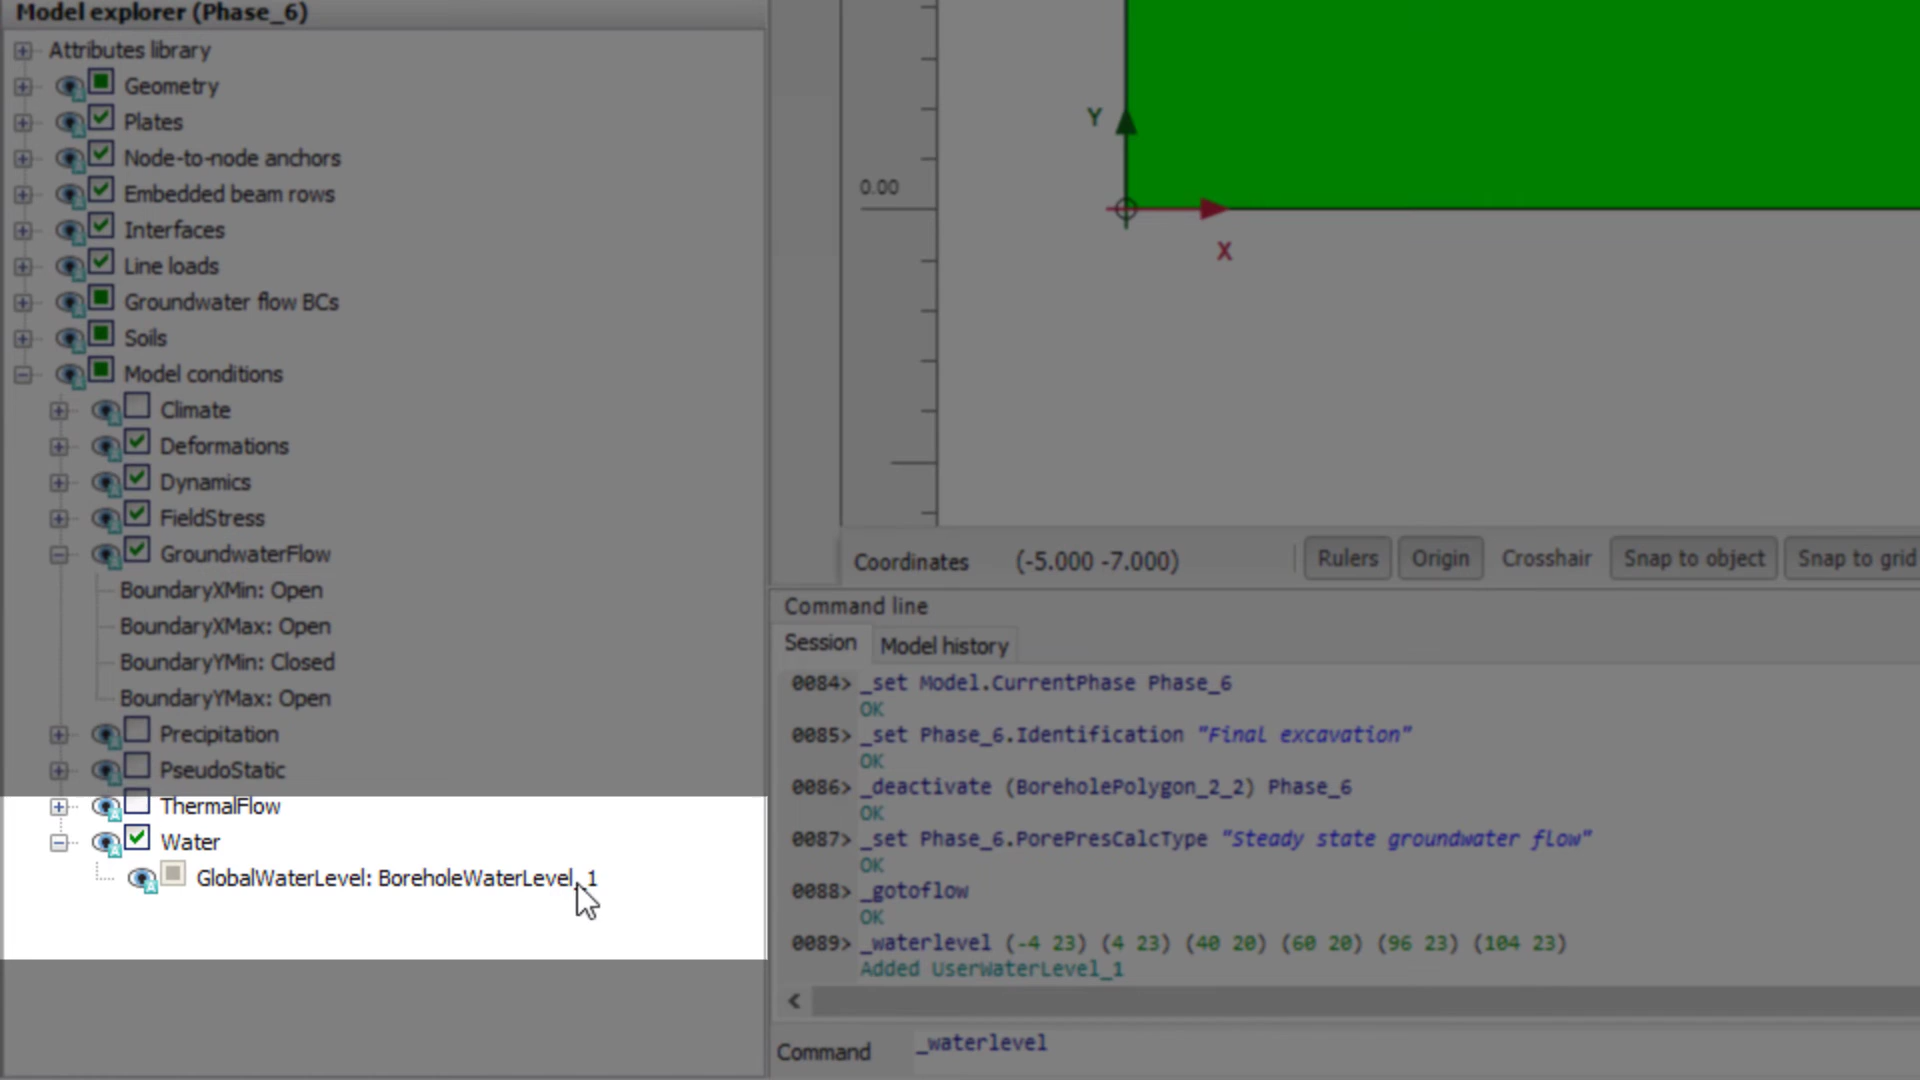 Model explorer (Phase_6)
Attributes library
Geometry
Plates
Node-to-node anchors
Embedded beam rows
Interfaces
Line loads
Groundwater flow BCs
Soils
Model conditions
Climate
Deformations
Dynamics
FieldStress
GroundwaterFlow
BoundaryXMin: Open
BoundaryXMax: Open
BoundaryYMin: Closed
BoundaryYMax: Open
Precipitation
PseudoStatic
ThermalFlow
Water
GlobalWaterLevel: BoreholeWaterLevel_1
Y
0.00
X
Coordinates (-5.000 -7.000) Rulers Origin Crosshair Snap to object Snap to grid
Command line
Session Model history
0084> _set Model.CurrentPhase Phase_6
OK
0085> _set Phase_6.Identification "Final excavation"
OK
0086> _deactivate (BoreholePolygon_2_2) Phase_6
OK
0087> _set Phase_6.PorePresCalcType "Steady state groundwater flow"
OK
0088> _gotoflow
OK
0089> _waterlevel (-4 23) (4 23) (40 20) (60 20) (96 23) (104 23)
Added UserWaterLevel_1
<
Command _waterlevel